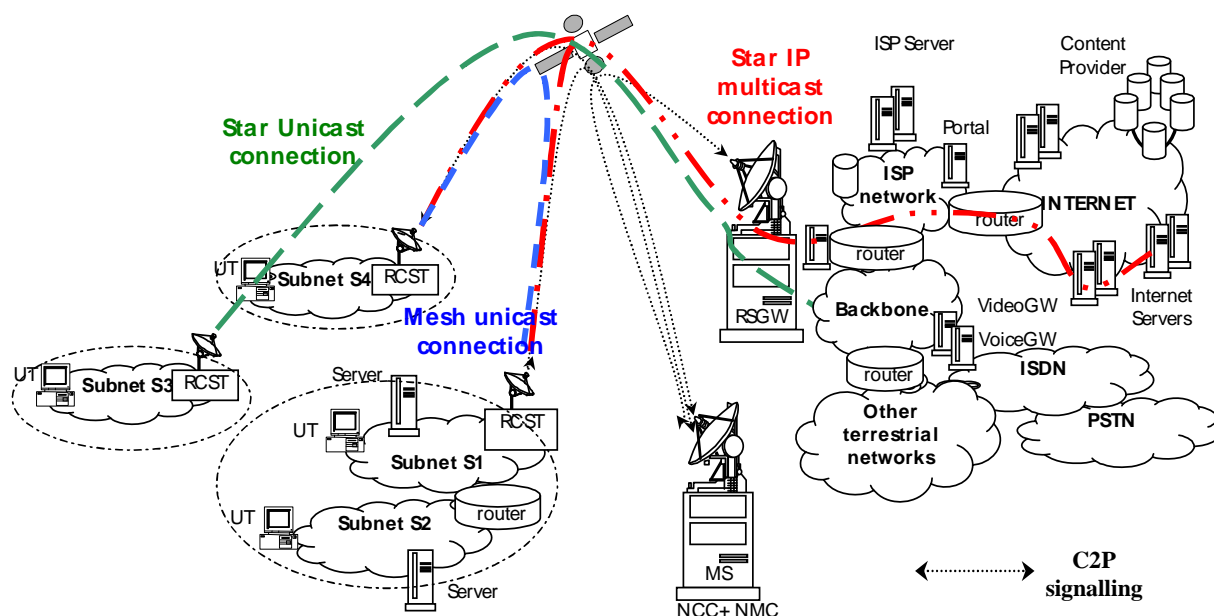 ISP Server
Content
Provider
Star IP
multicast
connection
Star Unicast
connection
Portal
ISP
network
INTERNET
router
router
UT
Subnet S4
RCST
RSGW
Backbone
VideoGW
Internet
Servers
Mesh unicast
connection
VoiceGW
UT
Subnet S3
RCST
Server
router
ISDN
UT
RCST
Other
terrestrial
networks
PSTN
Subnet S1
UT
Subnet S2
router
Server
MS
NCC+ NMC
C2P
signalling